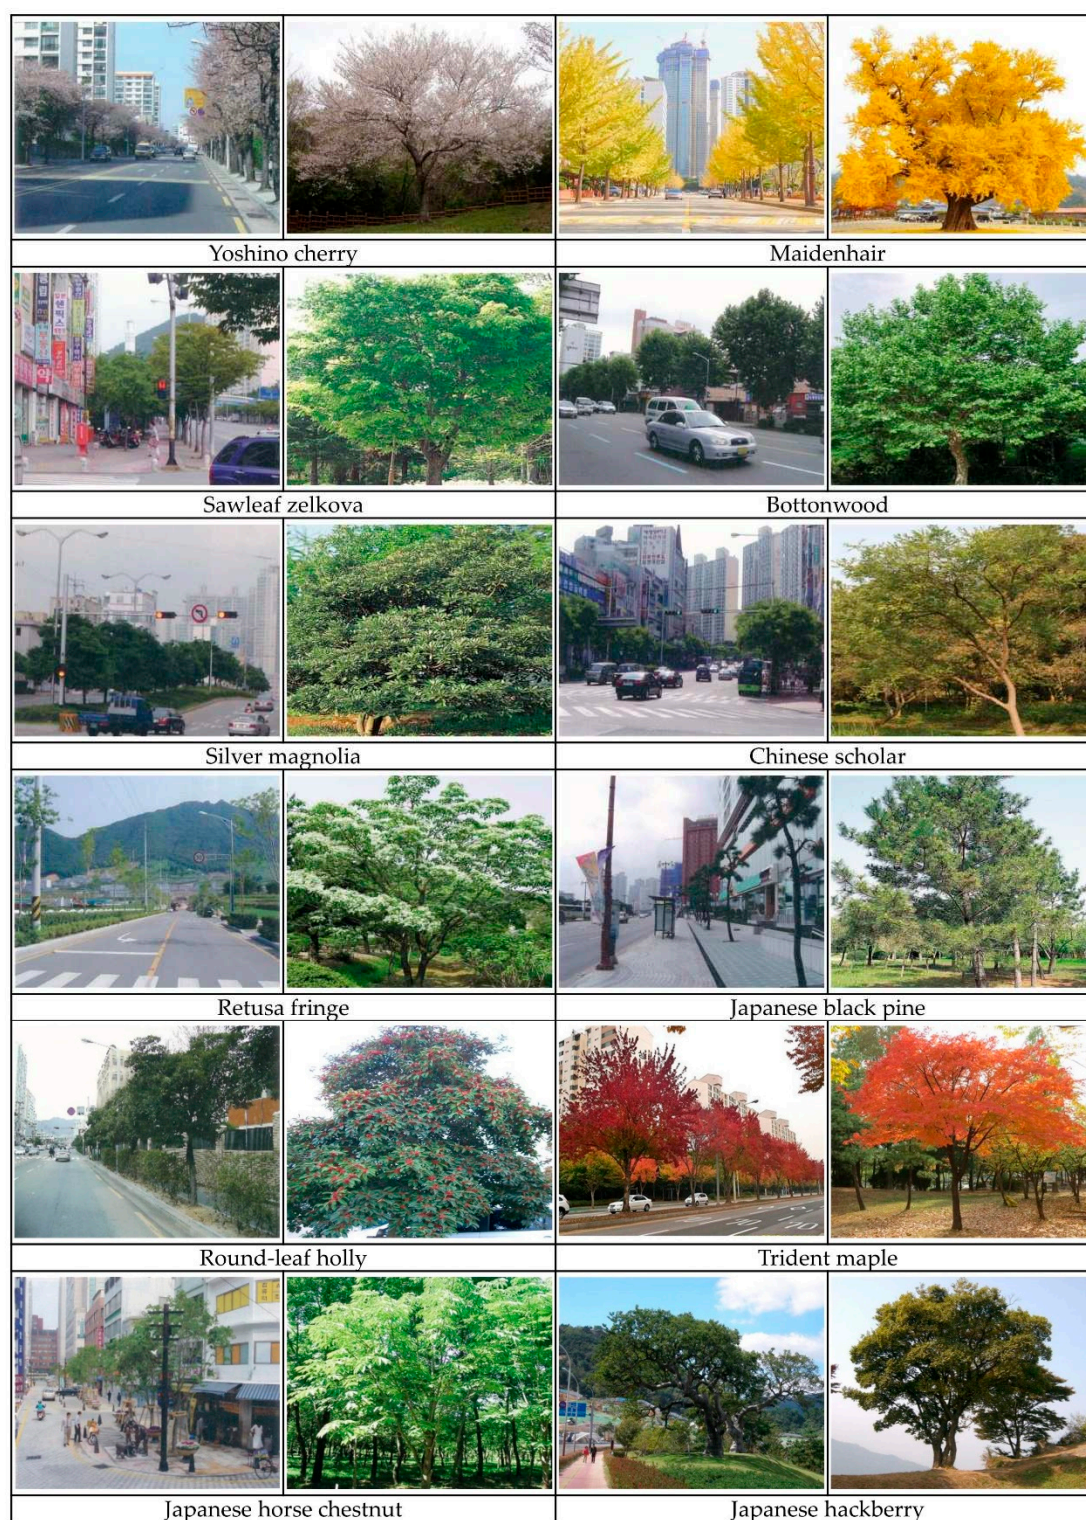 Yoshino cherry
Maidenhair
Sawleaf zelkova
Bottonwood
Silver magnolia
Chinese scholar
Retusa fringe
Japanese black pine
Round-leaf holly
Trident maple
Japanese horse chestnut
Japanese hackberry